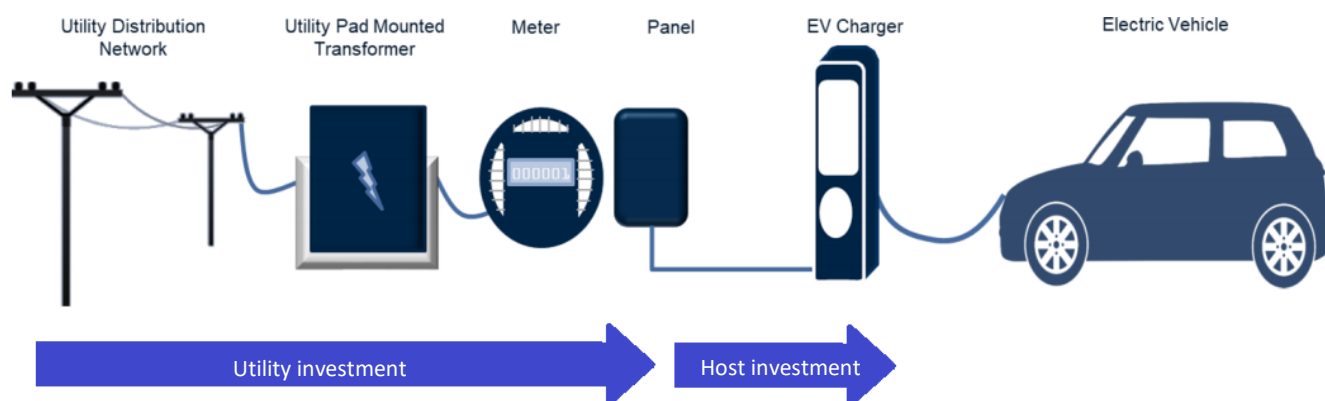 Utility Distribution
Network
Utility Pad Mounted
Transformer
Meter
Panel
EV Charger
Electric Vehicle
000001
Utility investment
Host investment